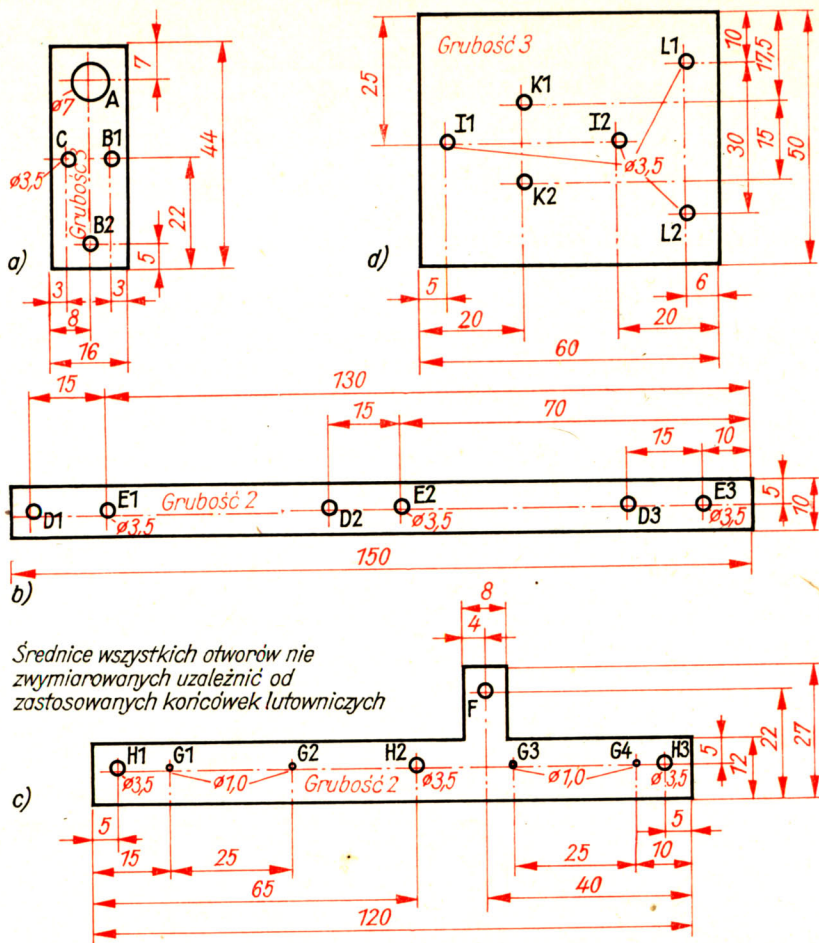 a)
7
A
ø7
C
B1
ø3,5
Grubość 3
B2
44
22
5
3
3
8
16
d)
Grubość 3
25
K1
L1
I1
I2
ø3,5
K2
L2
10
17,5
30
15
50
5
6
20
20
60
15
130
15
70
15
10
D1
E1
Grubość 2
ø3,5
D2
E2
ø3,5
D3
E3
ø3,5
5
10
150
b)
Średnice wszystkich otworów nie
zwymiarowanych uzależnić od
zastosowanych końcówek lutowniczych
8
4
F
H1
G1
G2
H2
G3
G4
H3
ø3,5
ø1,0
ø3,5
ø1,0
ø3,5
Grubość 2
5
12
22
27
c)
5
5
15
25
25
10
65
40
120